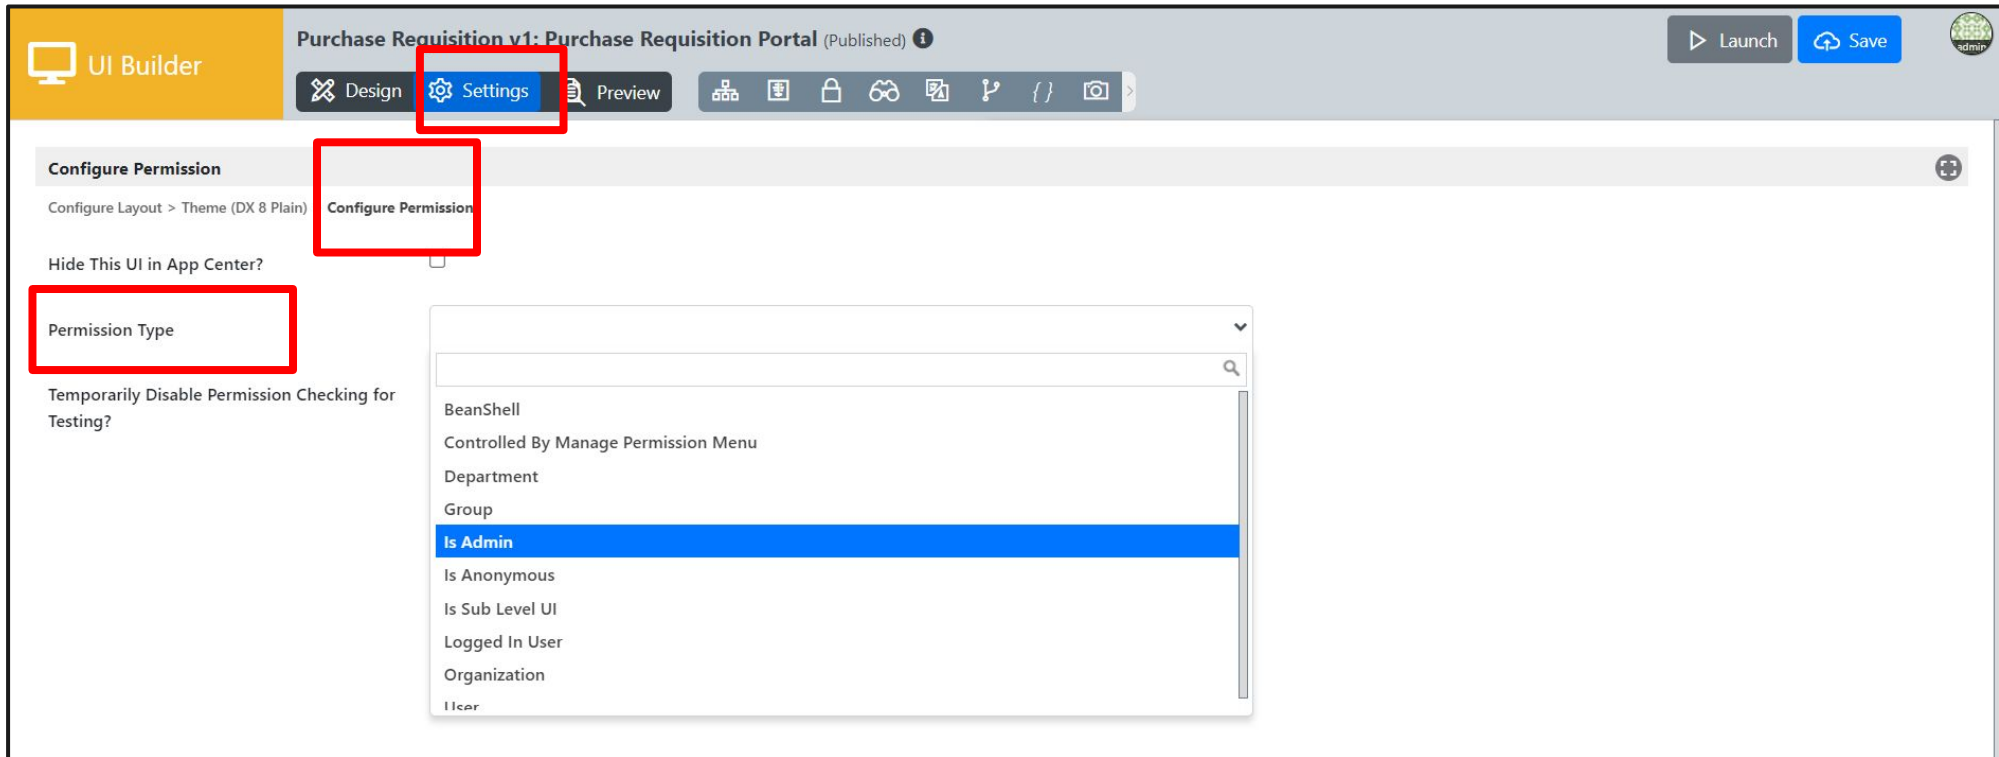 UI Builder
Purchase Requisition v1: Purchase Requisition Portal (Published)
Launch
Save
admin
Design
Settings
Preview
Configure Permission
Configure Layout > Theme (DX 8 Plain)
Configure Permission
Hide This UI in App Center?
Permission Type
Temporarily Disable Permission Checking for
Testing?
BeanShell
Controlled By Manage Permission Menu
Department
Group
Is Admin
Is Anonymous
Is Sub Level UI
Logged In User
Organization
User